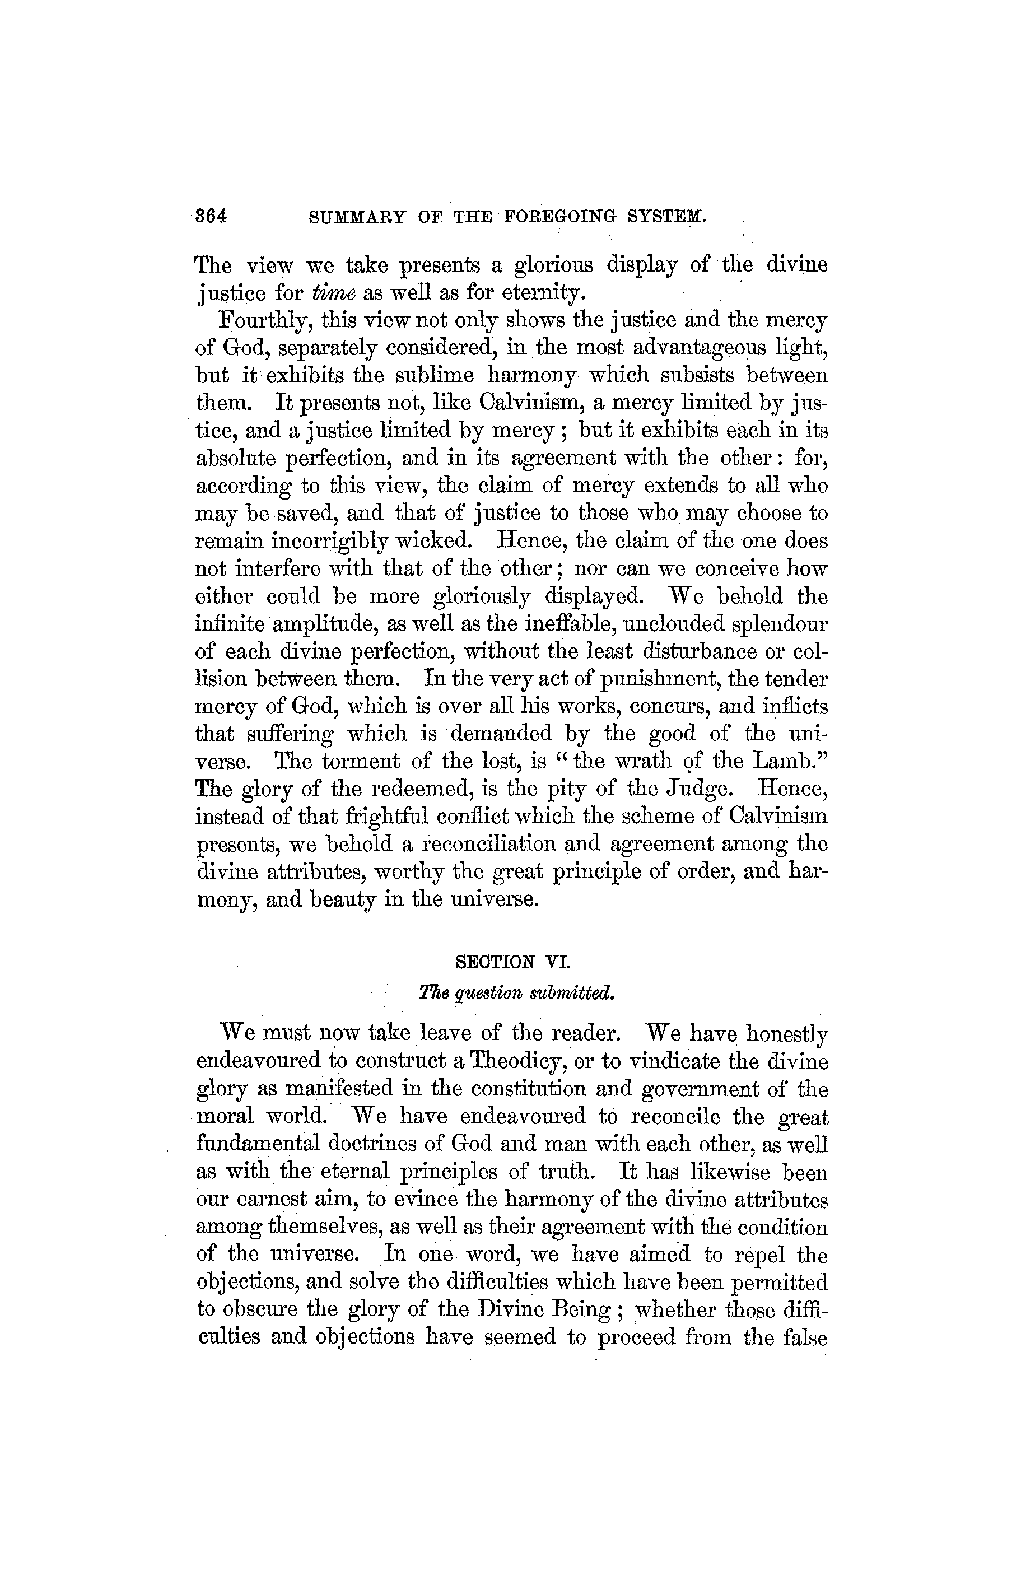 364 SUMMARY OF THE FOREGOING SYSTEM.
The view we take presents a glorious display of the divine
justice for time as well as for eternity.
Fourthly, this view not only shows the justice and the mercy
of God, separately considered, in the most advantageous light,
but it exhibits the sublime harmony which subsists between
them. It presents not, like Calvinism, a mercy limited by jus-
tice, and a justice limited by mercy; but it exhibits each in its
absolute perfection, and in its agreement with the other: for,
according to this view, the claim of mercy extends to all who
may be saved, and that of justice to those who may choose to
remain incorrigibly wicked. Hence, the claim of the one does
not interfere with that of the other; nor can we conceive how
either could be more gloriously displayed. We behold the
infinite amplitude, as well as the ineffable, unclouded splendour
of each divine perfection, without the least disturbance or col-
lision between them. In the very act of punishment, the tender
mercy of God, which is over all his works, concurs, and inflicts
that suffering which is demanded by the good of the uni-
verse. The torment of the lost, is "the wrath of the Lamb."
The glory of the redeemed, is the pity of the Judge. Hence,
instead of that frightful conflict which the scheme of Calvinism
presents, we behold a reconciliation and agreement among the
divine attributes, worthy the great principle of order, and har-
mony, and beauty in the universe.
SECTION VI.
The question submitted.
We must now take leave of the reader. We have honestly
endeavoured to construct a Theodicy, or to vindicate the divine
glory as manifested in the constitution and government of the
moral world. We have endeavoured to reconcile the great
fundamental doctrines of God and man with each other, as well
as with the eternal principles of truth. It has likewise been
our earnest aim, to evince the harmony of the divine attributes
among themselves, as well as their agreement with the condition
of the universe. In one word, we have aimed to repel the
objections, and solve the difficulties which have been permitted
to obscure the glory of the Divine Being; whether those diffi-
culties and objections have seemed to proceed from the false